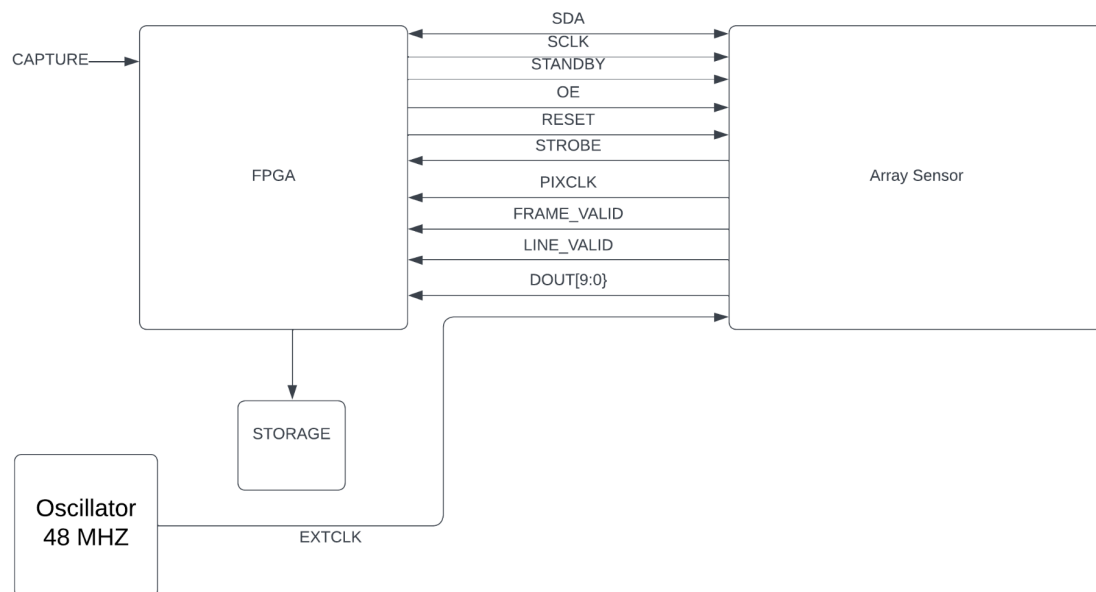 SDA
SCLK
CAPTURE
STANDBY
OE
RESET
STROBE
FPGA
Array Sensor
PIXCLK
FRAME_VALID
LINE_VALID
DOUT[9:0}
STORAGE
Oscillator
48 MHZ
EXTCLK